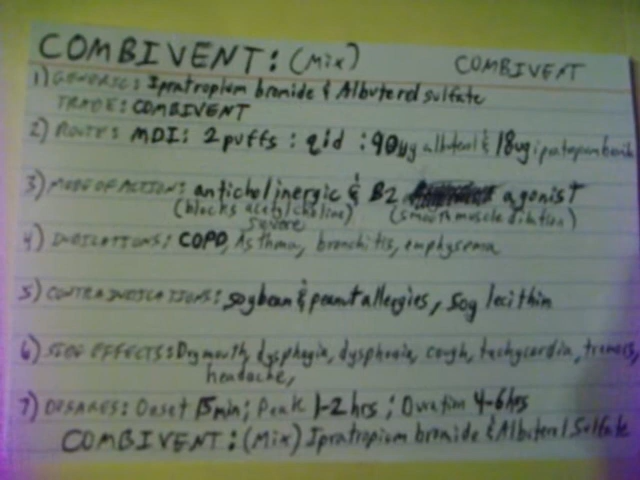 COMBIVENT: (Mix) COMBIVENT
1) GENERIC: Ipratropium bromide & Albuterol sulfate
TRADE: COMBIVENT
2) ROUTE: MDI: 2 puffs: qid: 90µg albuterol & 18ug ipratropium bromide
3) MODE OF ACTION: anticholinergic & B2 agonist
(blocks acetylcholine) (smooth muscle dilation)
severe
4) INDICATIONS: COPD, Asthma, bronchitis, emphysema
5) CONTRAINDICATIONS: soybean & peanut allergies, soy lecithin
6) SIDE EFFECTS: Dry mouth, dysphagia, dysphonia, cough, tachycardia, tremors,
headache,
7) DOSAGES: Onset 15min; Peak 1-2 hrs; Duration 4-6hrs
COMBIVENT: (Mix) Ipratropium bromide & Albuterol Sulfate